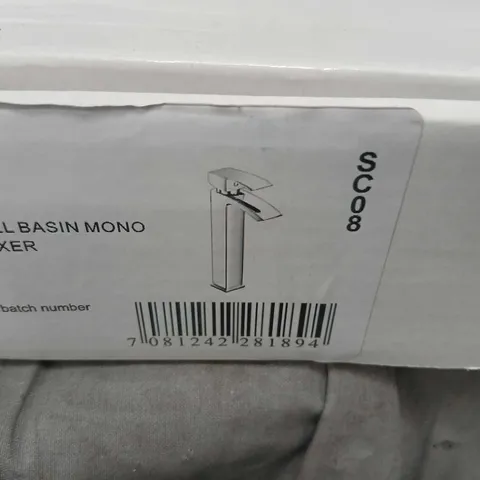 LL BASIN MONO
XER
/batch number
7 081242 281894
SC08